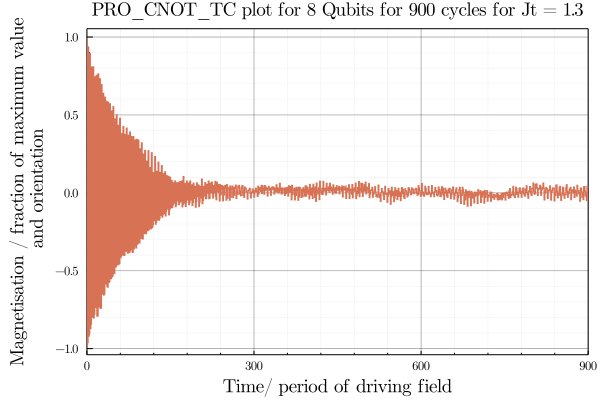 PRO_CNOT_TC plot for 8 Qubits for 900 cycles for Jt = 1.3
Magnetisation / fraction of maximum value
and orientation
1.0
0.5
0.0
−0.5
−1.0
0
300
600
900
Time/ period of driving field